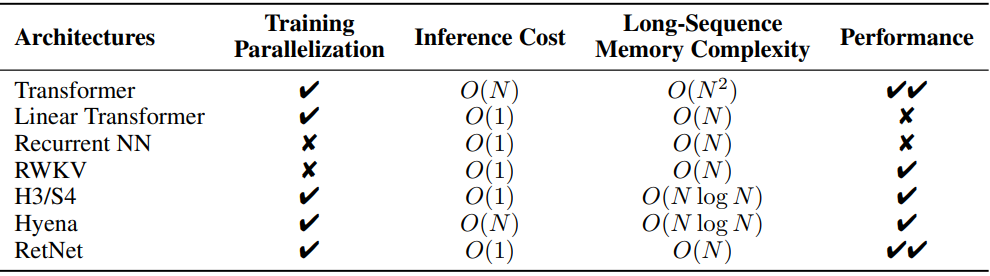 Architectures Training Parallelization Inference Cost Long-Sequence Memory Complexity Performance
Transformer ✔ O(N) O(N²) ✔✔
Linear Transformer ✔ O(1) O(N) ✘
Recurrent NN ✘ O(1) O(N) ✘
RWKV ✘ O(1) O(N) ✔
H3/S4 ✔ O(1) O(N log N) ✔
Hyena ✔ O(N) O(N log N) ✔
RetNet ✔ O(1) O(N) ✔✔